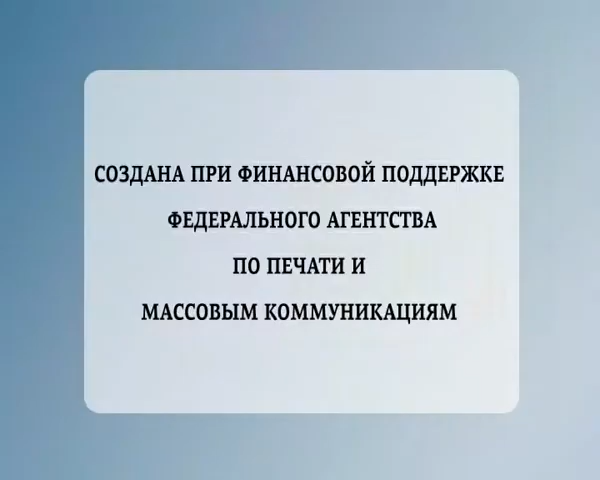 СОЗДАНА ПРИ ФИНАНСОВОЙ ПОДДЕРЖКЕ
ФЕДЕРАЛЬНОГО АГЕНТСТВА
ПО ПЕЧАТИ И
МАССОВЫМ КОММУНИКАЦИЯМ